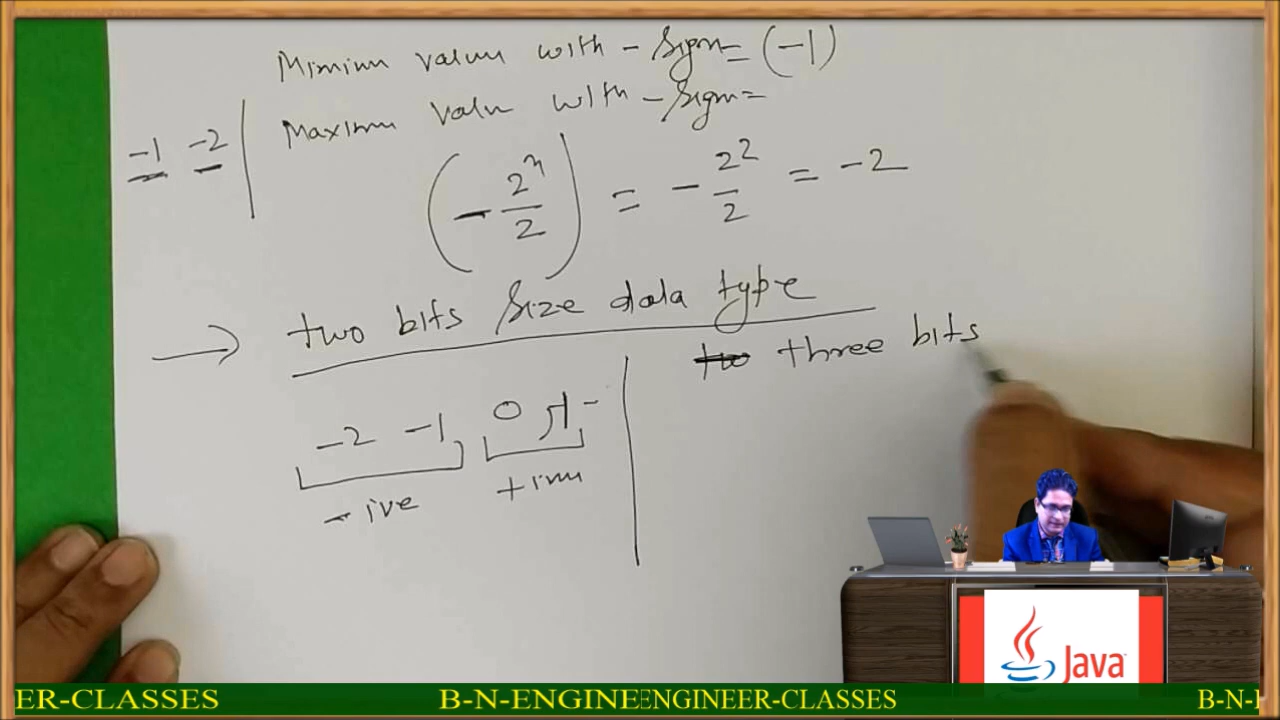 Minimum value with - Sign = (-1)
Maximum value with - Sign =
-1 -2
(- 2^n / 2) = - 2^2 / 2 = -2
→ two bits Size data type
three bits
-2 -1 0 +1 -
- ive
Java
ER-CLASSES B-N-ENGINEENGINEER-CLASSES B-N-E